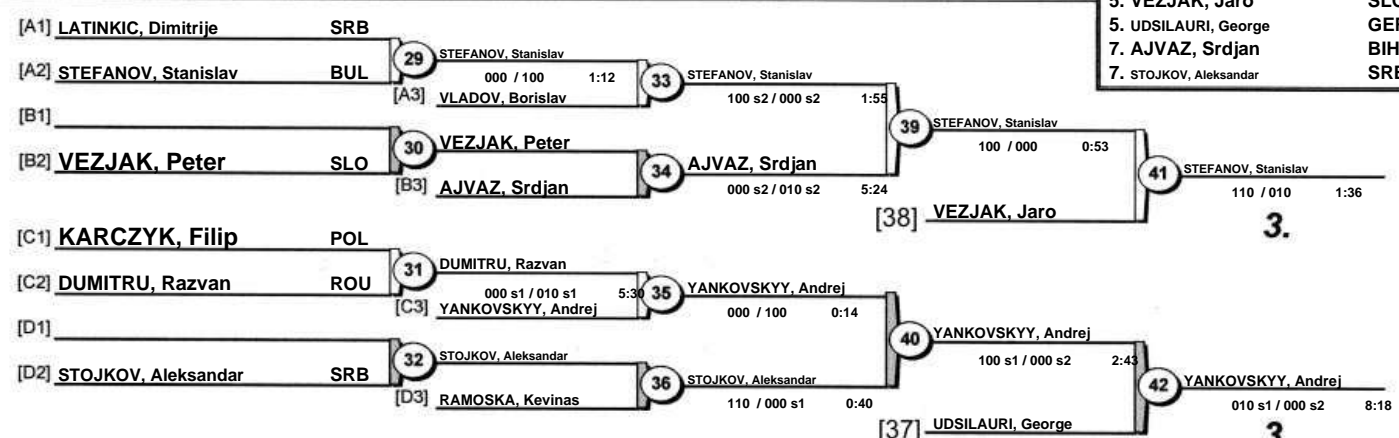 5. VEZJAK, Jaro
5. UDSILAURI, George
7. AJVAZ, Srdjan BIH
7. STOJKOV, Aleksandar
[A1] LATINKIC, Dimitrije SRB
[A2] STEFANOV, Stanislav BUL
29 STEFANOV, Stanislav
000 / 100 1:12
[A3] VLADOV, Borislav
33 STEFANOV, Stanislav
100 s2 / 000 s2 1:55
[B1]
[B2] VEZJAK, Peter SLO
30 VEZJAK, Peter
[B3] AJVAZ, Srdjan
34 AJVAZ, Srdjan
000 s2 / 010 s2 5:24
39 STEFANOV, Stanislav
100 / 000 0:53
[38] VEZJAK, Jaro
41 STEFANOV, Stanislav
110 / 010 1:36
3.
[C1] KARCZYK, Filip POL
[C2] DUMITRU, Razvan ROU
31 DUMITRU, Razvan
000 s1 / 010 s1 5:30
[C3] YANKOVSKYY, Andrej
35 YANKOVSKYY, Andrej
000 / 100 0:14
[D1]
[D2] STOJKOV, Aleksandar SRB
32 STOJKOV, Aleksandar
[D3] RAMOSKA, Kevinas
36 STOJKOV, Aleksandar
110 / 000 s1 0:40
40 YANKOVSKYY, Andrej
100 s1 / 000 s2 2:43
[37] UDSILAURI, George
42 YANKOVSKYY, Andrej
010 s1 / 000 s2 8:18
3